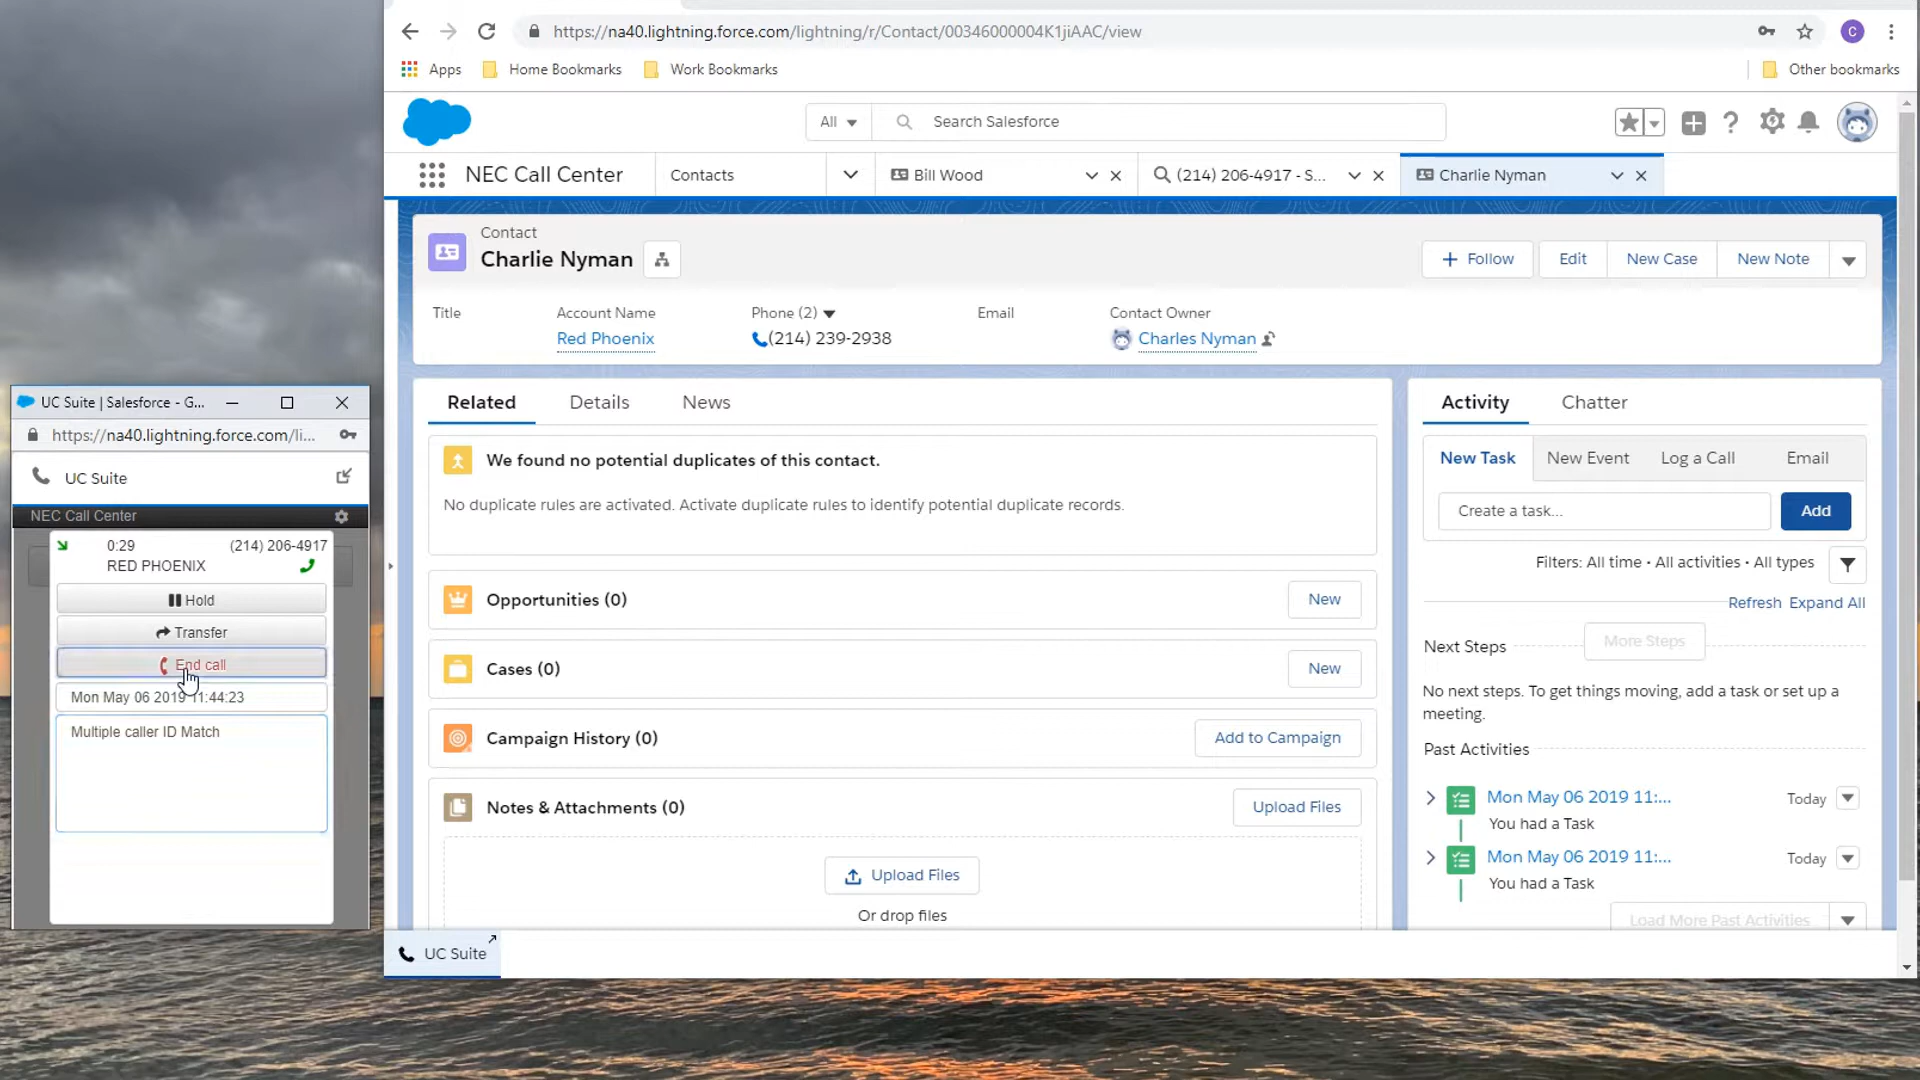 https://na40.lightning.force.com/lightning/r/Contact/00346000004K1jiAAC/view
C
Apps
Home Bookmarks
Work Bookmarks
Other bookmarks
All
Search Salesforce
NEC Call Center
Contacts
Bill Wood
(214) 206-4917 - S...
Charlie Nyman
Contact
Charlie Nyman
+ Follow
Edit
New Case
New Note
Title
Account Name
Red Phoenix
Phone (2)
(214) 239-2938
Email
Contact Owner
Charles Nyman
Related
Details
News
We found no potential duplicates of this contact.
No duplicate rules are activated. Activate duplicate rules to identify potential duplicate records.
Opportunities (0)
New
Cases (0)
New
Campaign History (0)
Add to Campaign
Notes & Attachments (0)
Upload Files
Upload Files
Or drop files
Activity
Chatter
New Task
New Event
Log a Call
Email
Create a task...
Add
Filters: All time • All activities • All types
Refresh Expand All
Next Steps
More Steps
No next steps. To get things moving, add a task or set up a
meeting.
Past Activities
Mon May 06 2019 11:...
Today
You had a Task
Mon May 06 2019 11:...
Today
You had a Task
Load More Past Activities
UC Suite
UC Suite | Salesforce - G...
https://na40.lightning.force.com/li...
UC Suite
NEC Call Center
0:29
(214) 206-4917
RED PHOENIX
Hold
Transfer
End call
Mon May 06 2019 11:44:23
Multiple caller ID Match